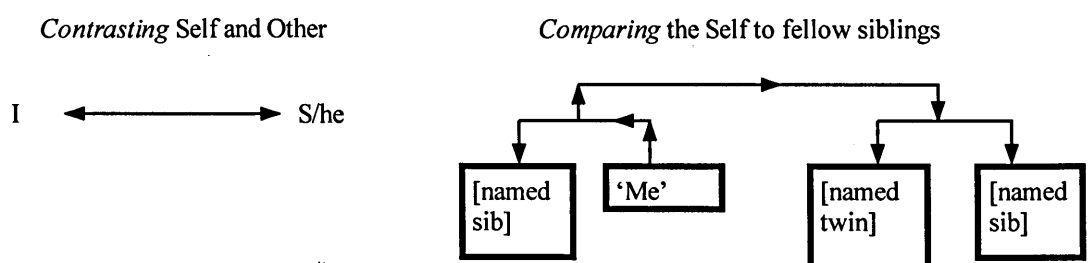 Contrasting Self and Other
Comparing the Self to fellow siblings
I S/he
[named
sib]
‘Me’
[named
twin]
[named
sib]